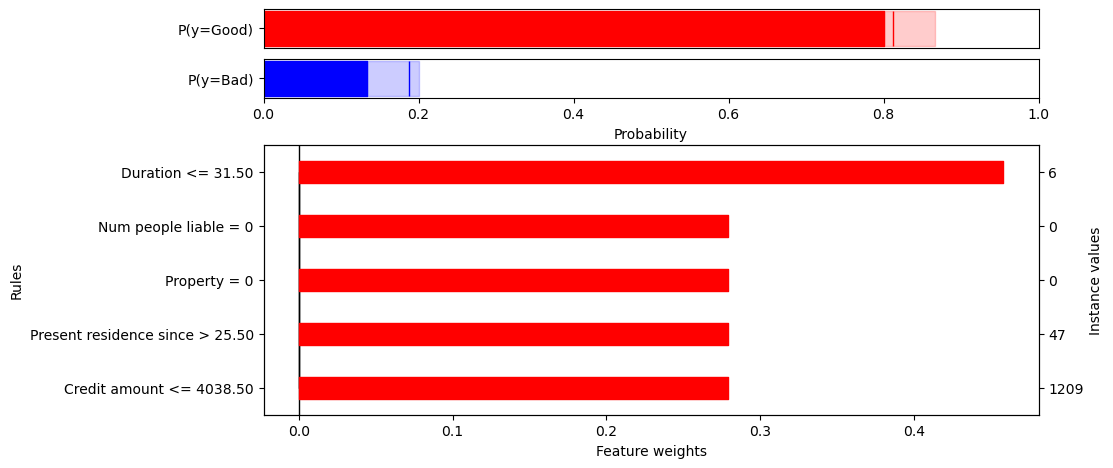 P(y=Good)
P(y=Bad)
0.0 0.2 0.4 0.6 0.8 1.0
Probability
Rules
Duration <= 31.50 6
Num people liable = 0 0
Property = 0 0
Present residence since > 25.50 47
Credit amount <= 4038.50 1209
Instance values
0.0 0.1 0.2 0.3 0.4
Feature weights